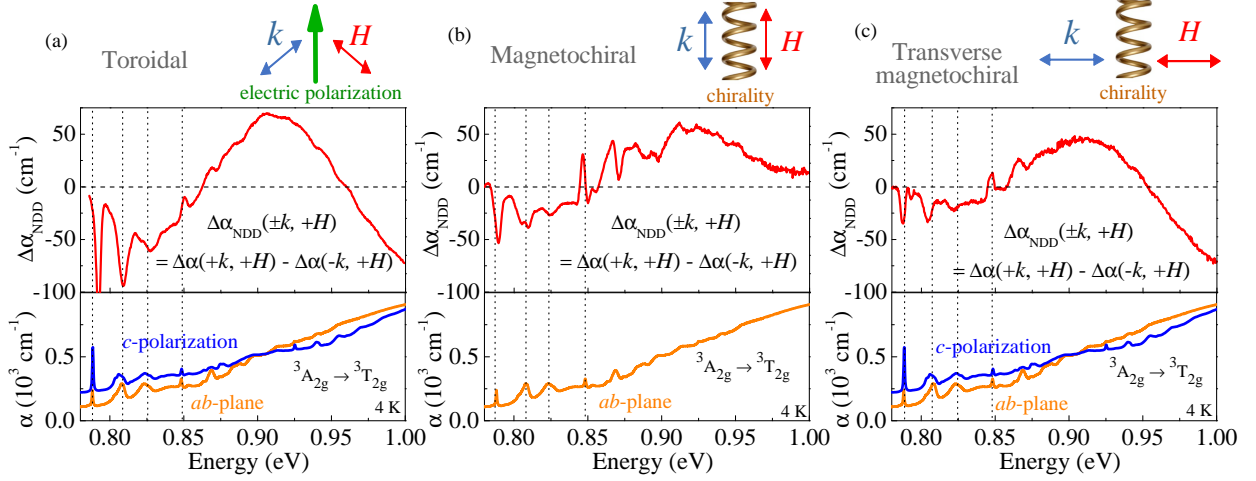 (a)
Toroidal
k
H
electric polarization
Δα_NDD (cm⁻¹)
50
0
-50
-100
Δα_NDD(±k, +H)
= Δα(+k, +H) - Δα(-k, +H)
α (10³ cm⁻¹)
0.5
0.0
c-polarization
³A₂g → ³T₂g
ab-plane
4 K
0.80 0.85 0.90 0.95 1.00
Energy (eV)
(b)
Magnetochiral
k
H
chirality
Δα_NDD (cm⁻¹)
50
0
-50
-100
Δα_NDD(±k, +H)
= Δα(+k, +H) - Δα(-k, +H)
α (10³ cm⁻¹)
0.5
0.0
³A₂g → ³T₂g
ab-plane
4 K
0.80 0.85 0.90 0.95 1.00
Energy (eV)
(c)
Transverse
magnetochiral
k
H
chirality
Δα_NDD (cm⁻¹)
50
0
-50
-100
Δα_NDD(±k, +H)
= Δα(+k, +H) - Δα(-k, +H)
α (10³ cm⁻¹)
0.5
0.0
c-polarization
³A₂g → ³T₂g
ab-plane
4 K
0.80 0.85 0.90 0.95 1.00
Energy (eV)